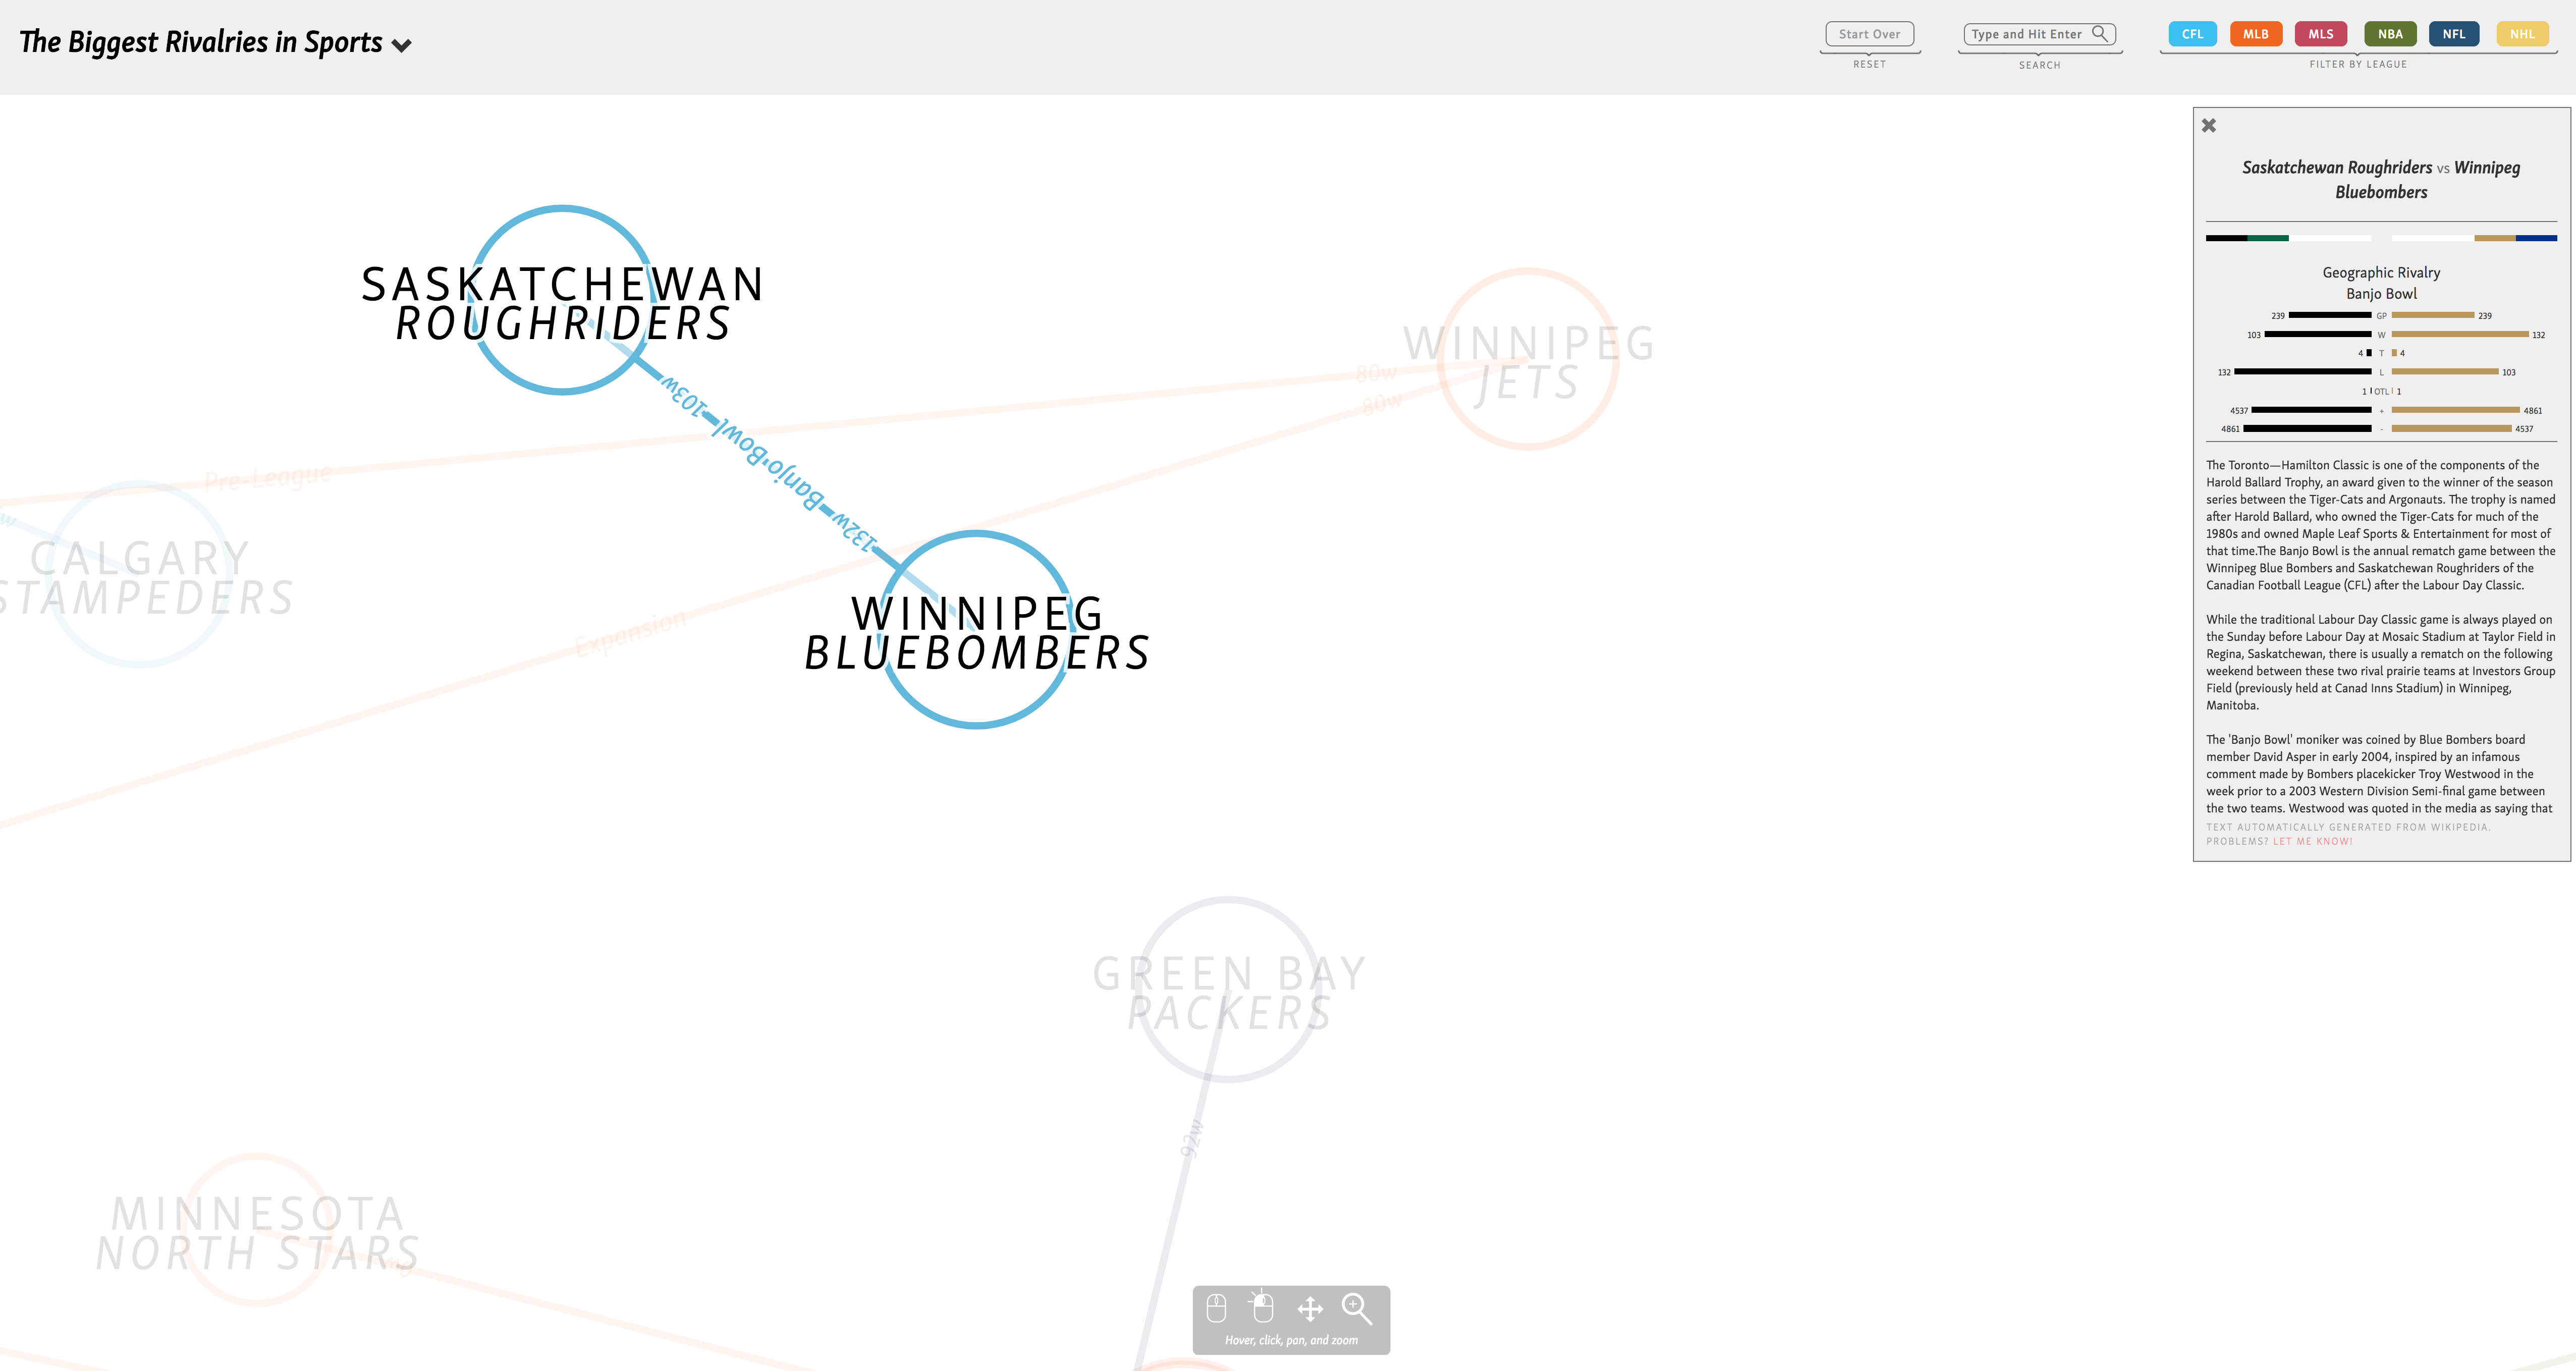 The Biggest Rivalries in Sports
Start Over
RESET
Type and Hit Enter
SEARCH
CFL
MLB
MLS
NBA
NFL
NHL
FILTER BY LEAGUE
SASKATCHEWAN
ROUGHRIDERS
103w
Banjo Bowl
132w
WINNIPEG
BLUEBOMBERS
WINNIPEG
JETS
80w
80w
Pre-League
Expansion
CALGARY
STAMPEDERS
GREEN BAY
PACKERS
92w
MINNESOTA
NORTH STARS
Hover, click, pan, and zoom
Saskatchewan Roughriders vs Winnipeg
Bluebombers
Geographic Rivalry
Banjo Bowl
239 GP 239
103 W 132
4 T 4
132 L 103
1 OTL 1
4537 + 4861
4861 - 4537
The Toronto—Hamilton Classic is one of the components of the
Harold Ballard Trophy, an award given to the winner of the season
series between the Tiger-Cats and Argonauts. The trophy is named
after Harold Ballard, who owned the Tiger-Cats for much of the
1980s and owned Maple Leaf Sports & Entertainment for most of
that time.The Banjo Bowl is the annual rematch game between the
Winnipeg Blue Bombers and Saskatchewan Roughriders of the
Canadian Football League (CFL) after the Labour Day Classic.
While the traditional Labour Day Classic game is always played on
the Sunday before Labour Day at Mosaic Stadium at Taylor Field in
Regina, Saskatchewan, there is usually a rematch on the following
weekend between these two rival prairie teams at Investors Group
Field (previously held at Canad Inns Stadium) in Winnipeg,
Manitoba.
The 'Banjo Bowl' moniker was coined by Blue Bombers board
member David Asper in early 2004, inspired by an infamous
comment made by Bombers placekicker Troy Westwood in the
week prior to a 2003 Western Division Semi-final game between
the two teams. Westwood was quoted in the media as saying that
TEXT AUTOMATICALLY GENERATED FROM WIKIPEDIA.
PROBLEMS? LET ME KNOW!